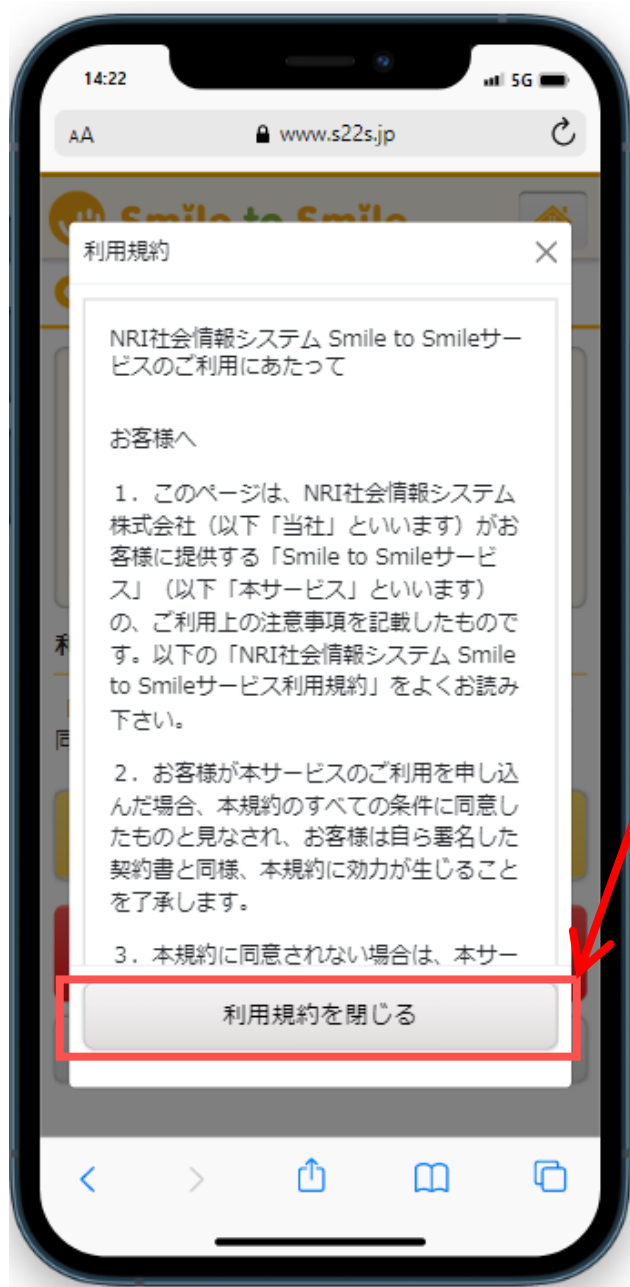 14:22
5G
AA
www.s22s.jp
Smile to Smile
利用規約
NRI社会情報システム Smile to Smileサー
ビスのご利用にあたって
お客様へ
1．このページは、NRI社会情報システム
株式会社（以下「当社」といいます）がお
客様に提供する「Smile to Smileサービ
ス」（以下「本サービス」といいます）
の、ご利用上の注意事項を記載したもので
す。以下の「NRI社会情報システム Smile
to Smileサービス利用規約」をよくお読み
下さい。
2．お客様が本サービスのご利用を申し込
んだ場合、本規約のすべての条件に同意し
たものと見なされ、お客様は自ら署名した
契約書と同様、本規約に効力が生じること
を了承します。
3．本規約に同意されない場合は、本サー
利用規約を閉じる